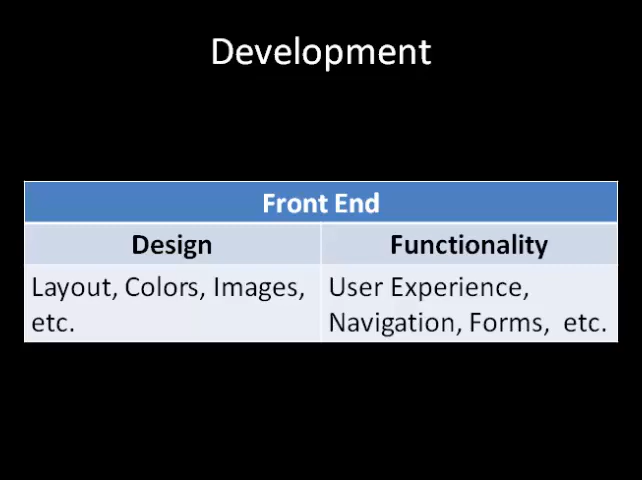 Development
Front End
Design
Functionality
Layout, Colors, Images,
etc.
User Experience,
Navigation, Forms, etc.